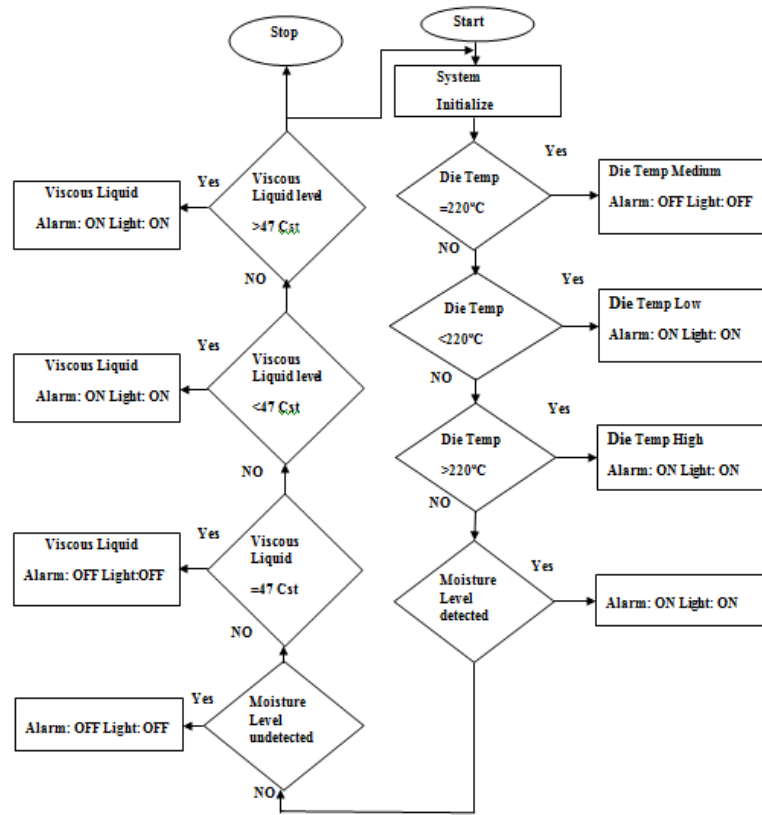 Start
System
Initialize
Die Temp
=220°C
Yes
Die Temp Medium
Alarm: OFF Light: OFF
NO
Die Temp
<220°C
Yes
Die Temp Low
Alarm: ON Light: ON
NO
Die Temp
>220°C
Yes
Die Temp High
Alarm: ON Light: ON
NO
Moisture
Level
detected
Yes
Alarm: ON Light: ON
NO
Moisture
Level
undetected
Yes
Alarm: OFF Light: OFF
NO
Viscous
Liquid
=47 Cst
Yes
Viscous Liquid
Alarm: OFF Light:OFF
NO
Viscous
Liquid level
<47 Cst
Yes
Viscous Liquid
Alarm: ON Light: ON
NO
Viscous
Liquid level
>47 Cst
Yes
Viscous Liquid
Alarm: ON Light: ON
Stop